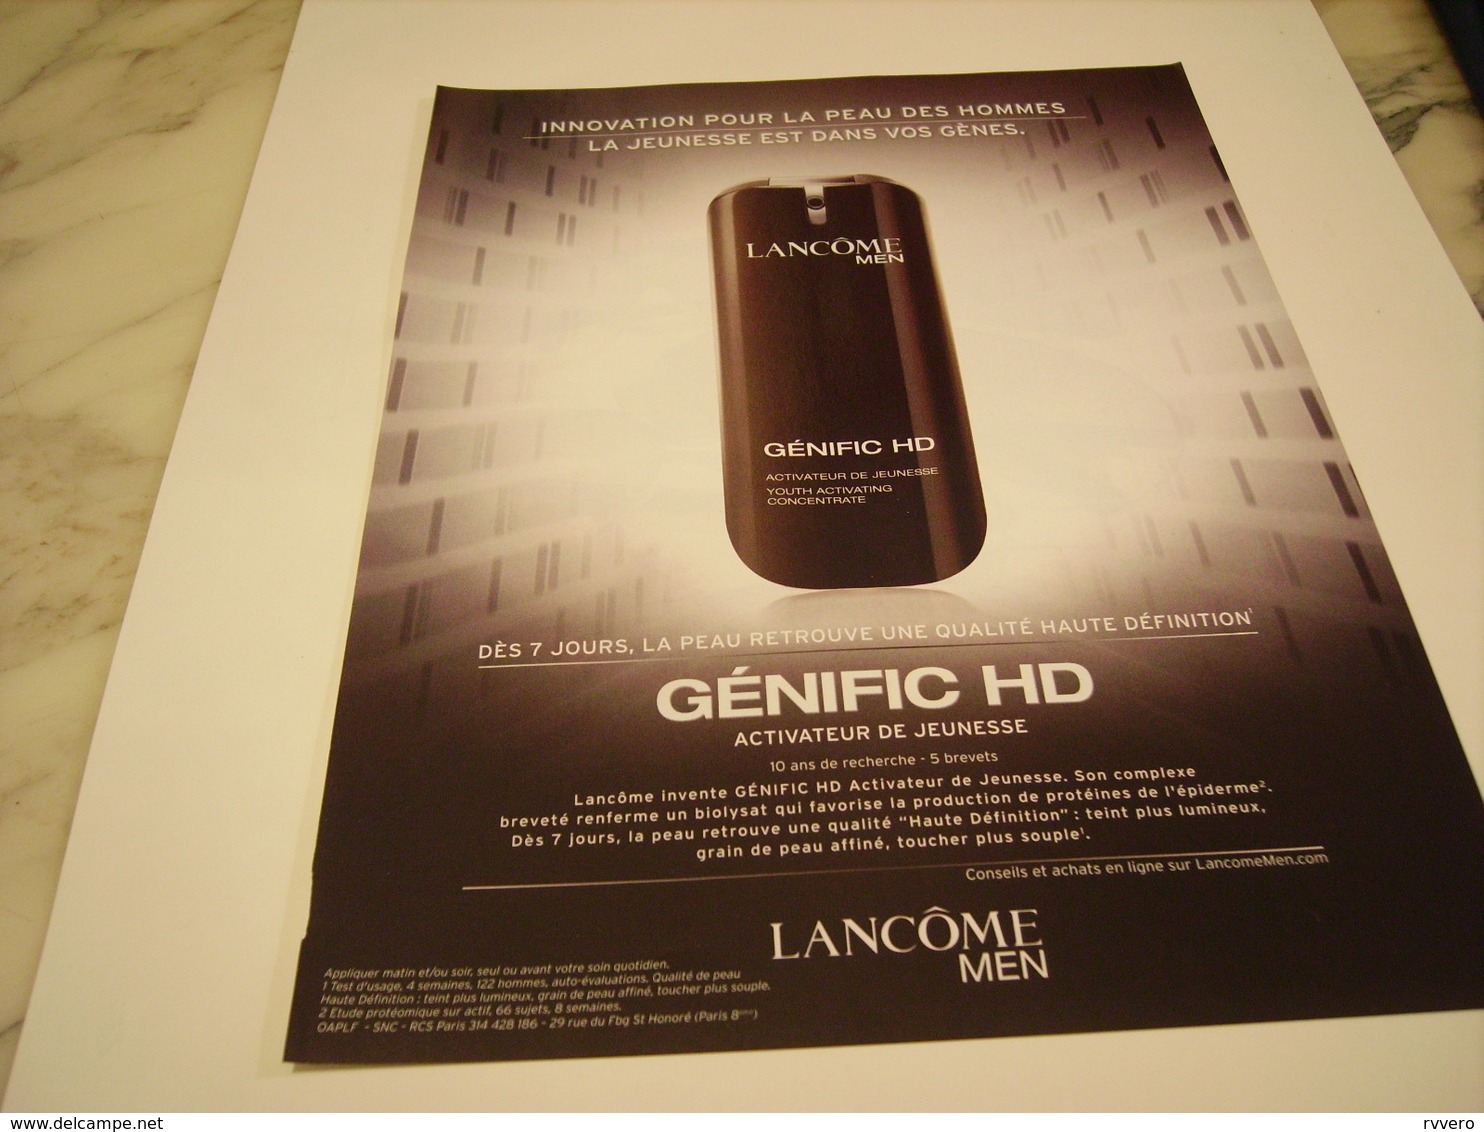 INNOVATION POUR LA PEAU DES HOMMES
LA JEUNESSE EST DANS VOS GÈNES.
LANCÔME
MEN
GÉNIFIC HD
ACTIVATEUR DE JEUNESSE
YOUTH ACTIVATING
CONCENTRATE
DÈS 7 JOURS, LA PEAU RETROUVE UNE QUALITÉ HAUTE DÉFINITION¹
GÉNIFIC HD
ACTIVATEUR DE JEUNESSE
10 ans de recherche - 5 brevets
Lancôme invente GÉNIFIC HD Activateur de Jeunesse. Son complexe
breveté renferme un biolysat qui favorise la production de protéines de l'épiderme².
Dès 7 jours, la peau retrouve une qualité "Haute Définition" : teint plus lumineux,
grain de peau affiné, toucher plus souple¹.
Conseils et achats en ligne sur LancomeMen.com
LANCÔME
MEN
Appliquer matin et/ou soir, seul ou avant votre soin quotidien.
1 Test d'usage, 4 semaines, 122 hommes, auto-évaluations. Qualité de peau
Haute Définition : teint plus lumineux, grain de peau affiné, toucher plus souple.
2 Etude protéomique sur actif, 66 sujets, 8 semaines.
OAPLF - SNC - RCS Paris 314 428 186 - 29 rue du Fbg St Honoré (Paris 8ème)
www.delcampe.net
rvvero